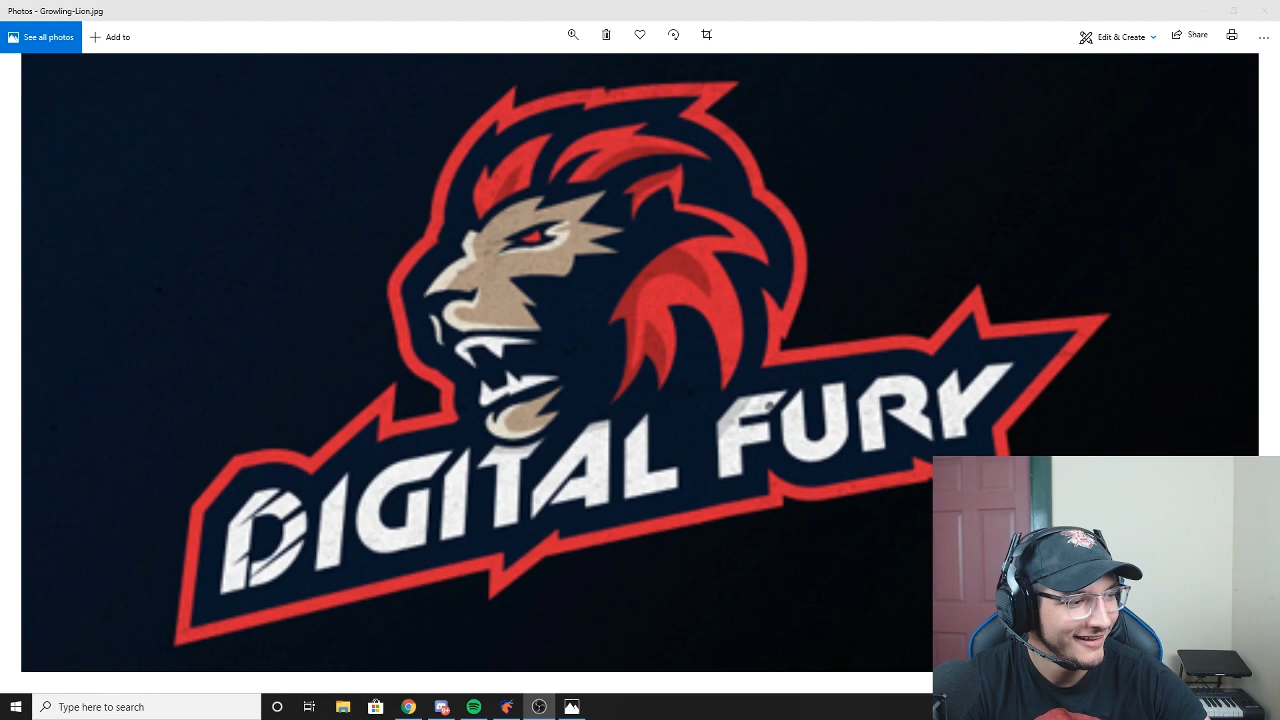 Photos - Growling-Lion.jpg
See all photos
Add to
Edit & Create
Share
DIGITAL FURY
Type here to search